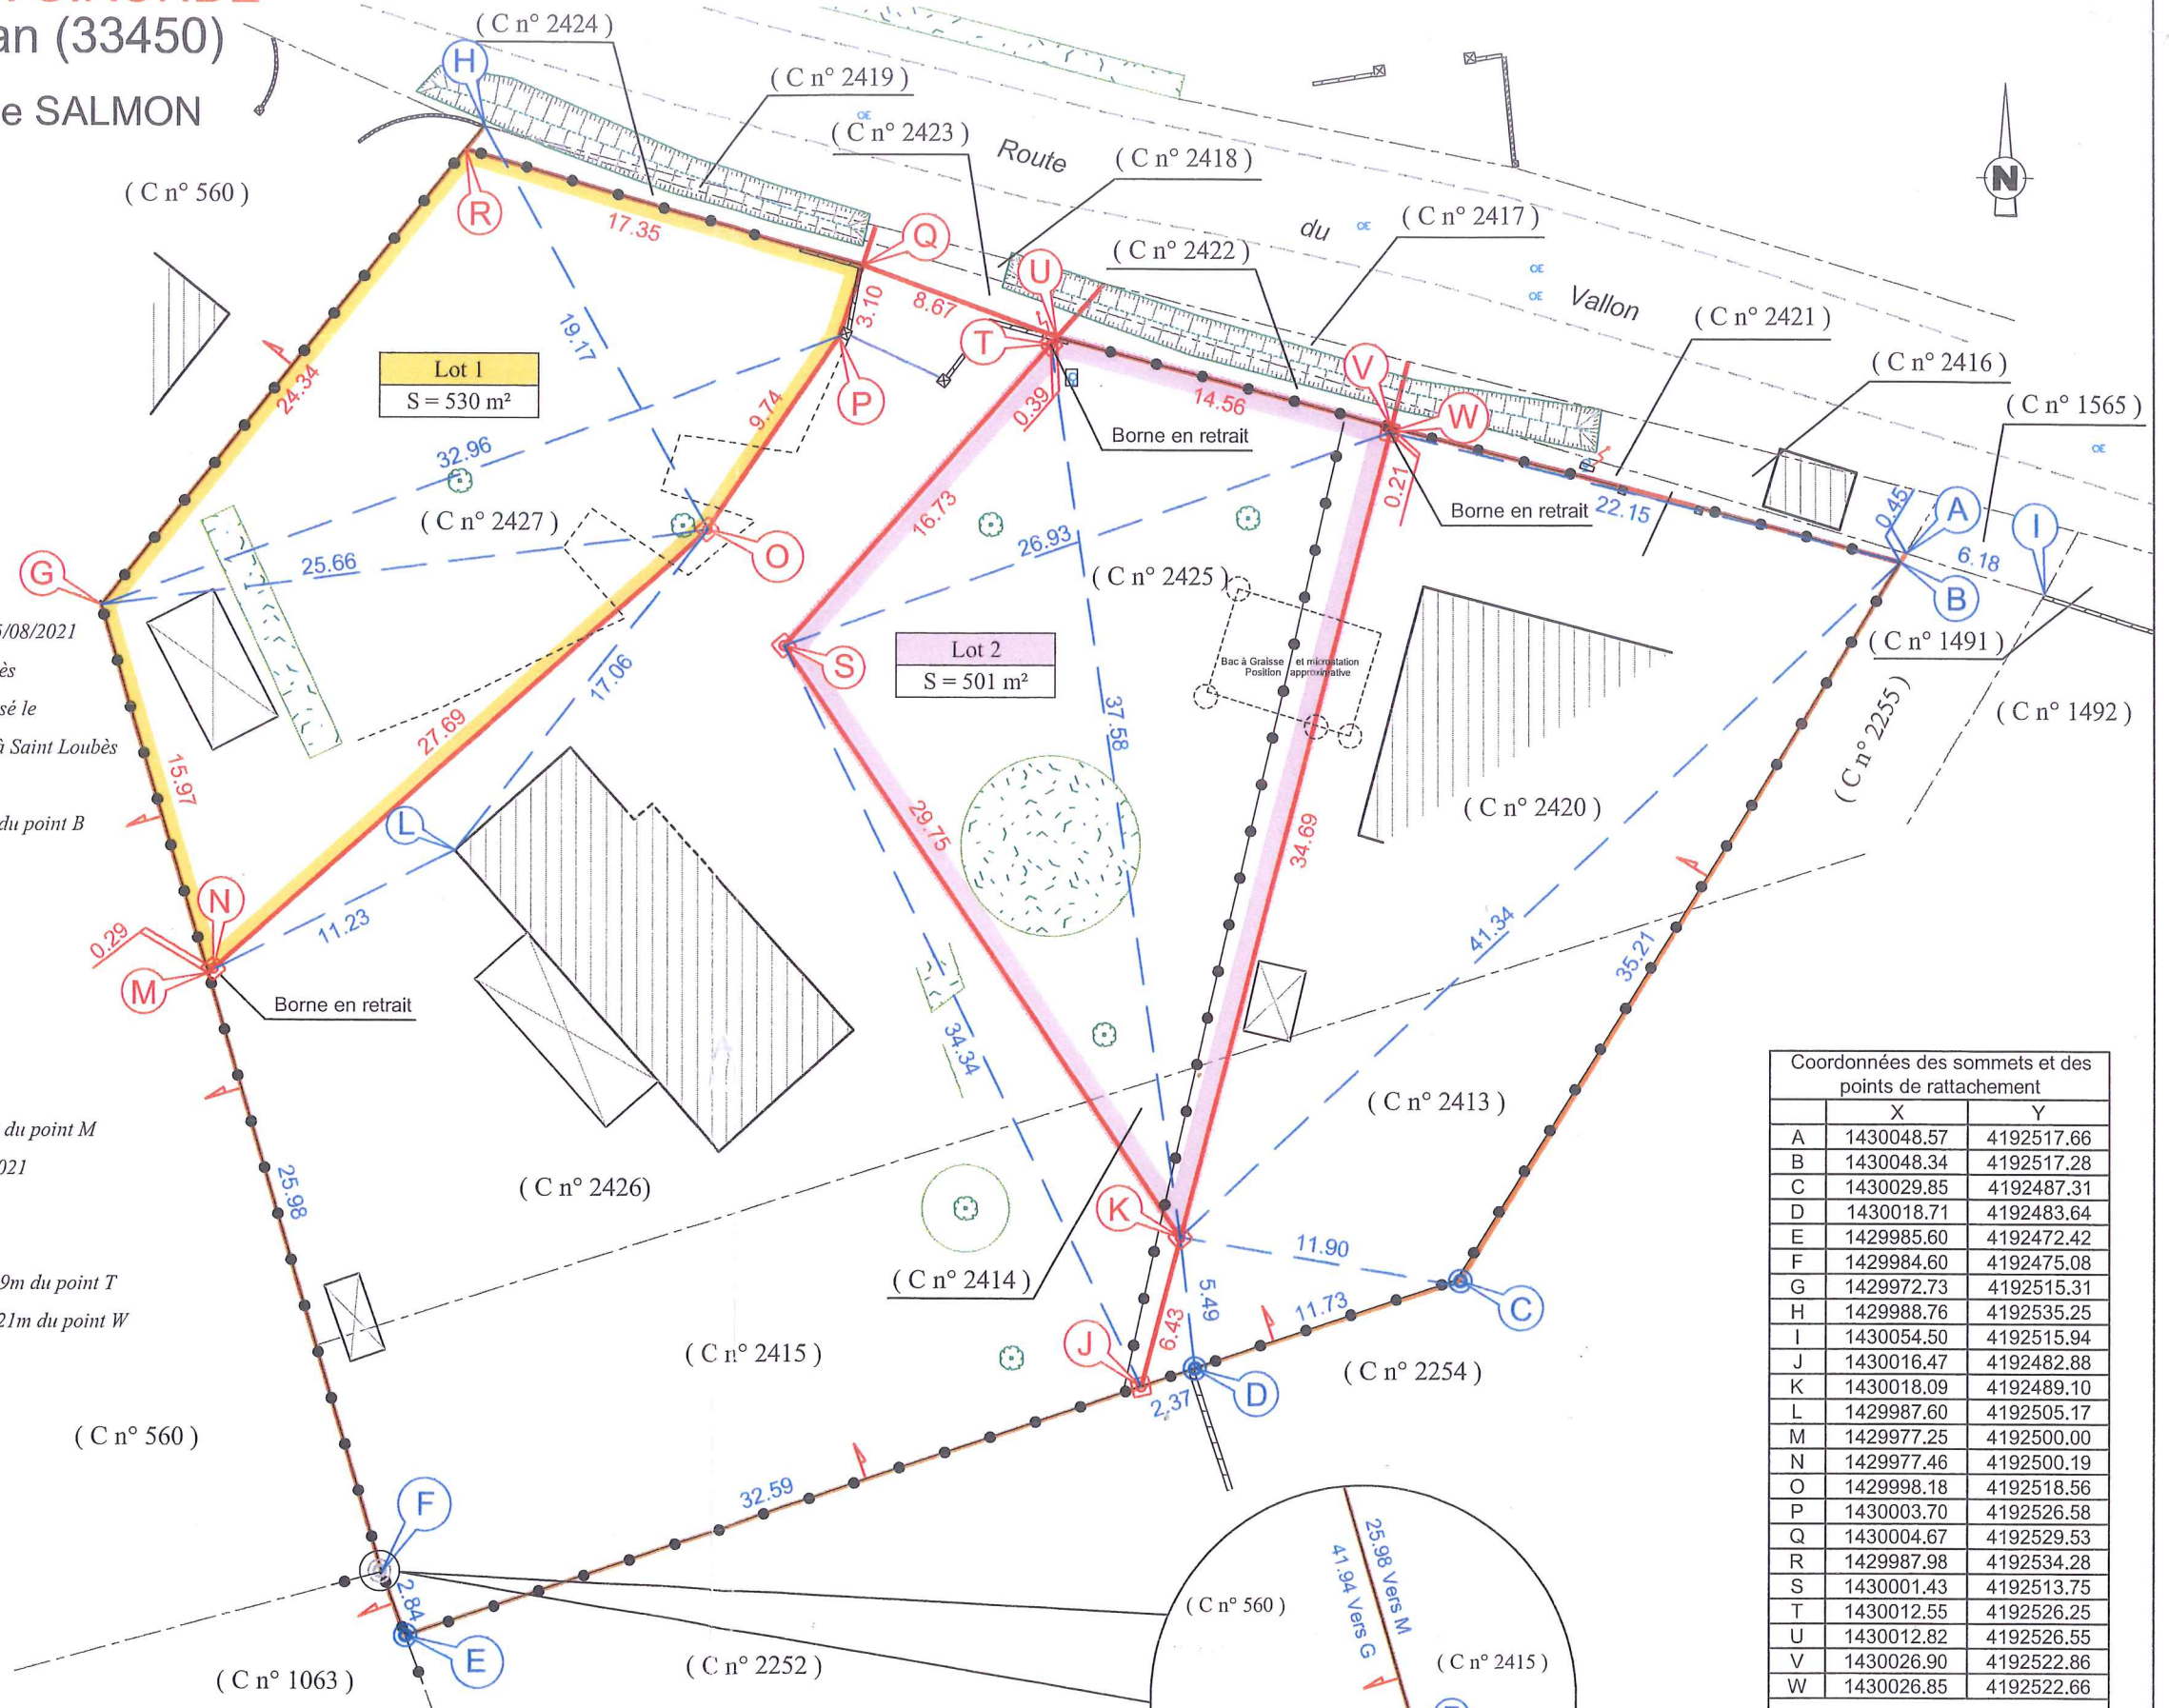 an (33450)
e SALMON
( C n° 2424 )
( C n° 2419 )
( C n° 2423 )
( C n° 2418 )
( C n° 2417 )
( C n° 2422 )
( C n° 2421 )
( C n° 2416 )
( C n° 1565 )
( C n° 560 )
Route
du
Vallon
N
OE
OE
OE
OE
OE
H
R
Q
U
T
P
V
W
A
I
B
G
O
S
L
N
M
K
J
C
D
F
E
17.35
3.10
8.67
19.17
24.34
9.74
0.39
14.56
0.21
22.15
0.45
6.18
Lot 1
S = 530 m²
Borne en retrait
Borne en retrait
32.96
25.66
( C n° 2427 )
16.73
26.93
( C n° 2425 )
Lot 2
S = 501 m²
Bac à Graisse et microstation
Position approximative
( C n° 1491 )
( C n° 1492 )
( C n° 2255 )
5/08/2021
ès
sé le
à Saint Loubès
du point B
17.06
27.69
15.97
37.58
29.75
34.69
( C n° 2420 )
11.23
0.29
Borne en retrait
34.34
41.34
35.21
( C n° 2413 )
du point M
021
( C n° 2426)
25.98
11.90
( C n° 2414 )
5.49
6.43
11.73
9m du point T
21m du point W
( C n° 2415 )
( C n° 2254 )
2.37
( C n° 560 )
32.59
2.84
( C n° 1063 )
( C n° 2252 )
25.98 Vers M
41.94 Vers G
( C n° 560 )
( C n° 2415 )
Coordonnées des sommets et des
points de rattachement
X Y
A 1430048.57 4192517.66
B 1430048.34 4192517.28
C 1430029.85 4192487.31
D 1430018.71 4192483.64
E 1429985.60 4192472.42
F 1429984.60 4192475.08
G 1429972.73 4192515.31
H 1429988.76 4192535.25
I 1430054.50 4192515.94
J 1430016.47 4192482.88
K 1430018.09 4192489.10
L 1429987.60 4192505.17
M 1429977.25 4192500.00
N 1429977.46 4192500.19
O 1429998.18 4192518.56
P 1430003.70 4192526.58
Q 1430004.67 4192529.53
R 1429987.98 4192534.28
S 1430001.43 4192513.75
T 1430012.55 4192526.25
U 1430012.82 4192526.55
V 1430026.90 4192522.86
W 1430026.85 4192522.66